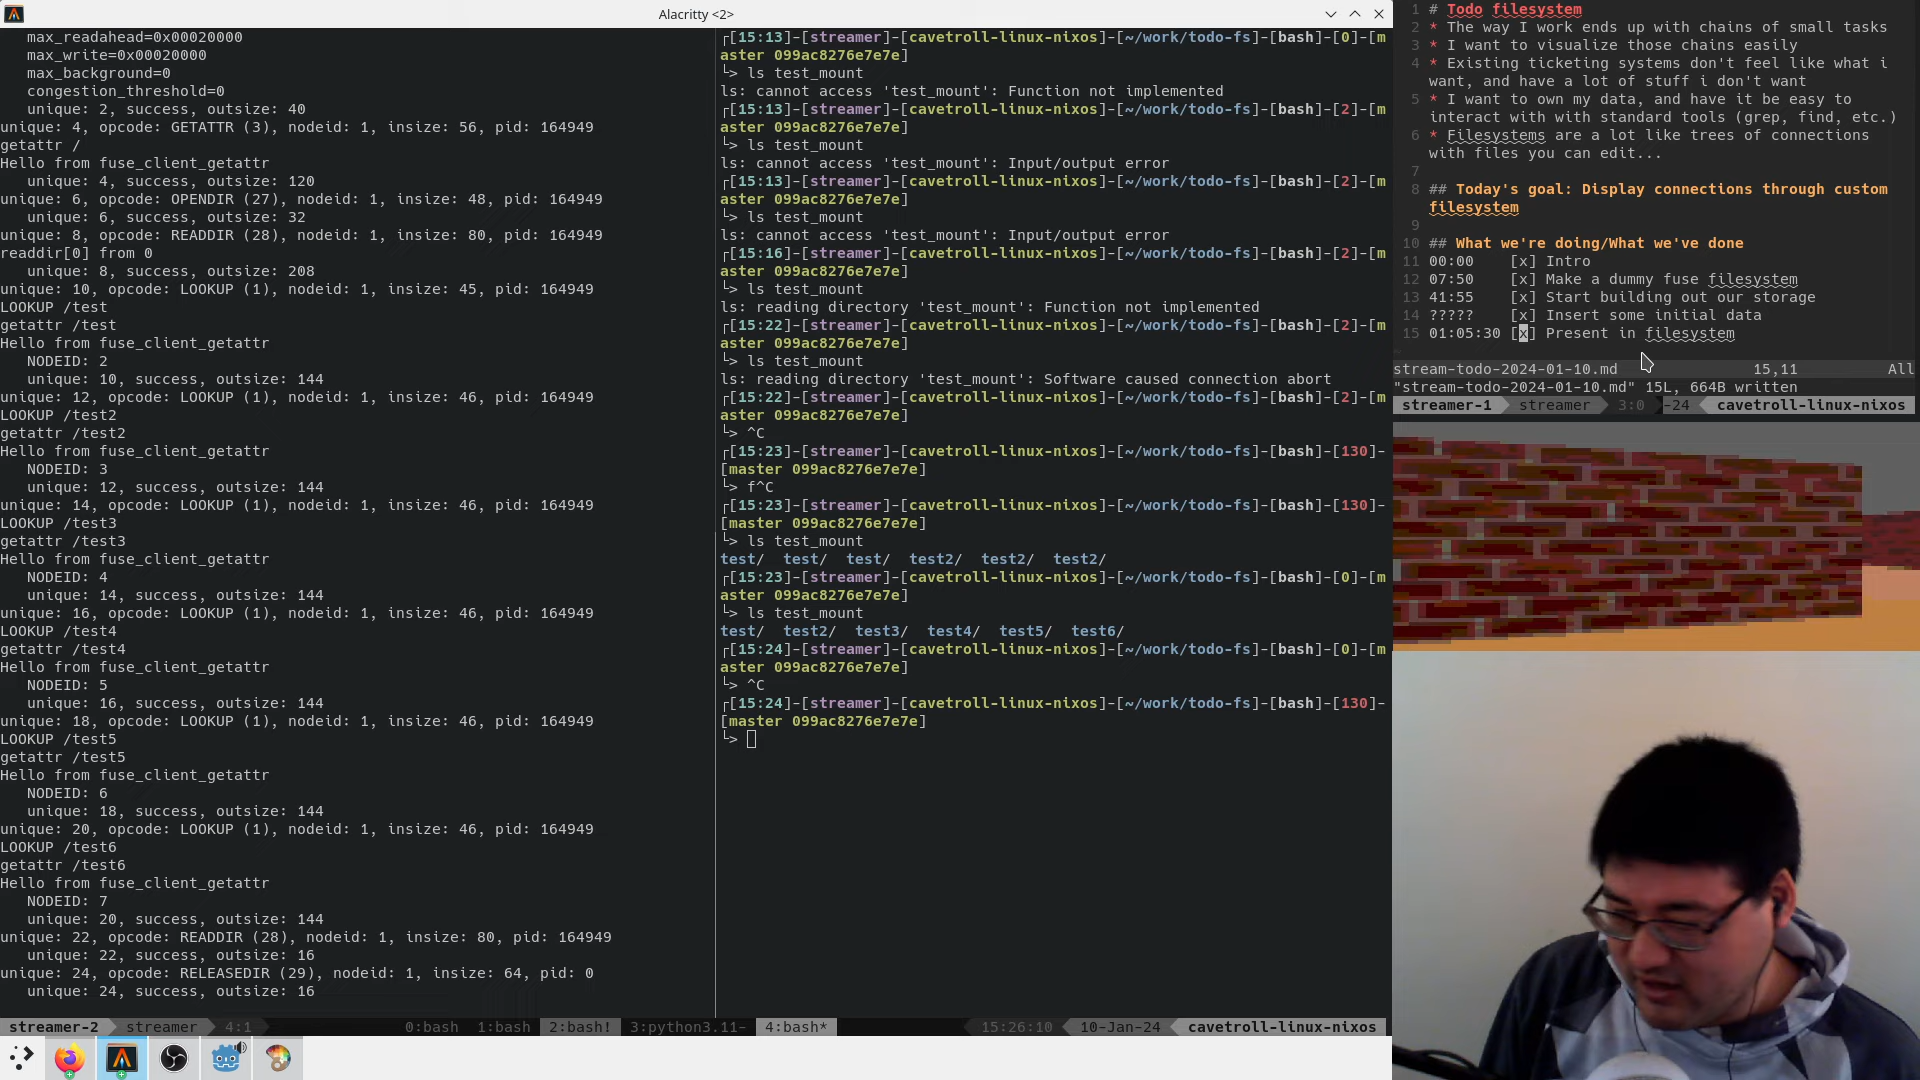 Alacritty <2>
max_readahead=0x00020000
max_write=0x00020000
max_background=0
congestion_threshold=0
unique: 2, success, outsize: 40
unique: 4, opcode: GETATTR (3), nodeid: 1, insize: 56, pid: 164949
getattr /
Hello from fuse_client_getattr
unique: 4, success, outsize: 120
unique: 6, opcode: OPENDIR (27), nodeid: 1, insize: 48, pid: 164949
unique: 6, success, outsize: 32
unique: 8, opcode: READDIR (28), nodeid: 1, insize: 80, pid: 164949
readdir[0] from 0
unique: 8, success, outsize: 208
unique: 10, opcode: LOOKUP (1), nodeid: 1, insize: 45, pid: 164949
LOOKUP /test
getattr /test
Hello from fuse_client_getattr
NODEID: 2
unique: 10, success, outsize: 144
unique: 12, opcode: LOOKUP (1), nodeid: 1, insize: 46, pid: 164949
LOOKUP /test2
getattr /test2
Hello from fuse_client_getattr
NODEID: 3
unique: 12, success, outsize: 144
unique: 14, opcode: LOOKUP (1), nodeid: 1, insize: 46, pid: 164949
LOOKUP /test3
getattr /test3
Hello from fuse_client_getattr
NODEID: 4
unique: 14, success, outsize: 144
unique: 16, opcode: LOOKUP (1), nodeid: 1, insize: 46, pid: 164949
LOOKUP /test4
getattr /test4
Hello from fuse_client_getattr
NODEID: 5
unique: 16, success, outsize: 144
unique: 18, opcode: LOOKUP (1), nodeid: 1, insize: 46, pid: 164949
LOOKUP /test5
getattr /test5
Hello from fuse_client_getattr
NODEID: 6
unique: 18, success, outsize: 144
unique: 20, opcode: LOOKUP (1), nodeid: 1, insize: 46, pid: 164949
LOOKUP /test6
getattr /test6
Hello from fuse_client_getattr
NODEID: 7
unique: 20, success, outsize: 144
unique: 22, opcode: READDIR (28), nodeid: 1, insize: 80, pid: 164949
unique: 22, success, outsize: 16
unique: 24, opcode: RELEASEDIR (29), nodeid: 1, insize: 64, pid: 0
unique: 24, success, outsize: 16
┌[15:13]-[streamer]-[cavetroll-linux-nixos]-[~/work/todo-fs]-[bash]-[0]-[m
aster 099ac8276e7e7e]
└> ls test_mount
ls: cannot access 'test_mount': Function not implemented
┌[15:13]-[streamer]-[cavetroll-linux-nixos]-[~/work/todo-fs]-[bash]-[2]-[m
aster 099ac8276e7e7e]
└> ls test_mount
ls: cannot access 'test_mount': Input/output error
┌[15:13]-[streamer]-[cavetroll-linux-nixos]-[~/work/todo-fs]-[bash]-[2]-[m
aster 099ac8276e7e7e]
└> ls test_mount
ls: cannot access 'test_mount': Input/output error
┌[15:16]-[streamer]-[cavetroll-linux-nixos]-[~/work/todo-fs]-[bash]-[2]-[m
aster 099ac8276e7e7e]
└> ls test_mount
ls: reading directory 'test_mount': Function not implemented
┌[15:22]-[streamer]-[cavetroll-linux-nixos]-[~/work/todo-fs]-[bash]-[2]-[m
aster 099ac8276e7e7e]
└> ls test_mount
ls: reading directory 'test_mount': Software caused connection abort
┌[15:22]-[streamer]-[cavetroll-linux-nixos]-[~/work/todo-fs]-[bash]-[2]-[m
aster 099ac8276e7e7e]
└> ^C
┌[15:23]-[streamer]-[cavetroll-linux-nixos]-[~/work/todo-fs]-[bash]-[130]-
[master 099ac8276e7e7e]
└> f^C
┌[15:23]-[streamer]-[cavetroll-linux-nixos]-[~/work/todo-fs]-[bash]-[130]-
[master 099ac8276e7e7e]
└> ls test_mount
test/  test/  test/  test2/  test2/  test2/
┌[15:23]-[streamer]-[cavetroll-linux-nixos]-[~/work/todo-fs]-[bash]-[0]-[m
aster 099ac8276e7e7e]
└> ls test_mount
test/  test2/  test3/  test4/  test5/  test6/
┌[15:24]-[streamer]-[cavetroll-linux-nixos]-[~/work/todo-fs]-[bash]-[0]-[m
aster 099ac8276e7e7e]
└> ^C
┌[15:24]-[streamer]-[cavetroll-linux-nixos]-[~/work/todo-fs]-[bash]-[130]-
[master 099ac8276e7e7e]
└>
streamer-2 streamer 4:1 0:bash 1:bash 2:bash! 3:python3.11- 4:bash* 15:26:10 10-Jan-24 cavetroll-linux-nixos
1 # Todo filesystem
2 * The way I work ends up with chains of small tasks
3 * I want to visualize those chains easily
4 * Existing ticketing systems don't feel like what i
want, and have a lot of stuff i don't want
5 * I want to own my data, and have it be easy to
interact with with standard tools (grep, find, etc.)
6 * Filesystems are a lot like trees of connections
with files you can edit...
7
8 ## Today's goal: Display connections through custom
filesystem
9
10 ## What we're doing/What we've done
11 00:00 [x] Intro
12 07:50 [x] Make a dummy fuse filesystem
13 41:55 [x] Start building out our storage
14 ????? [x] Insert some initial data
15 01:05:30 [x] Present in filesystem
~
stream-todo-2024-01-10.md 15,11 All
"stream-todo-2024-01-10.md" 15L, 664B written
streamer-1 streamer 3:0 -24 cavetroll-linux-nixos